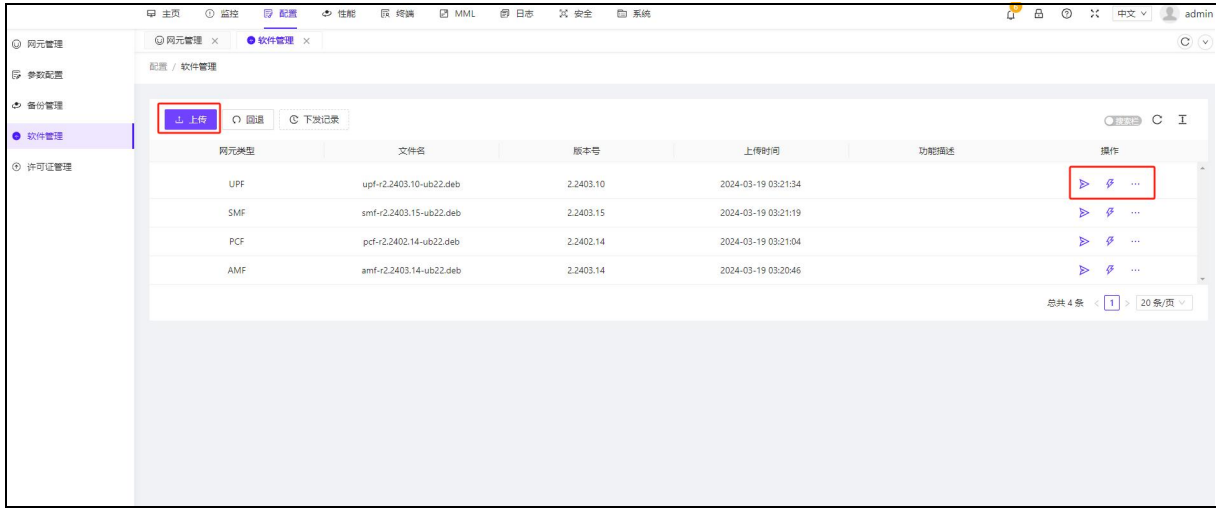 主页 监控 配置 性能 终端 MML 日志 安全 系统 中文 admin
网元管理
参数配置
备份管理
软件管理
许可证管理
网元管理 软件管理
配置 / 软件管理
上传 回退 下发记录 搜索栏
网元类型 文件名 版本号 上传时间 功能描述 操作
UPF upf-r2.2403.10-ub22.deb 2.2403.10 2024-03-19 03:21:34
SMF smf-r2.2403.15-ub22.deb 2.2403.15 2024-03-19 03:21:19
PCF pcf-r2.2402.14-ub22.deb 2.2402.14 2024-03-19 03:21:04
AMF amf-r2.2403.14-ub22.deb 2.2403.14 2024-03-19 03:20:46
总共 4 条 < 1 > 20 条/页